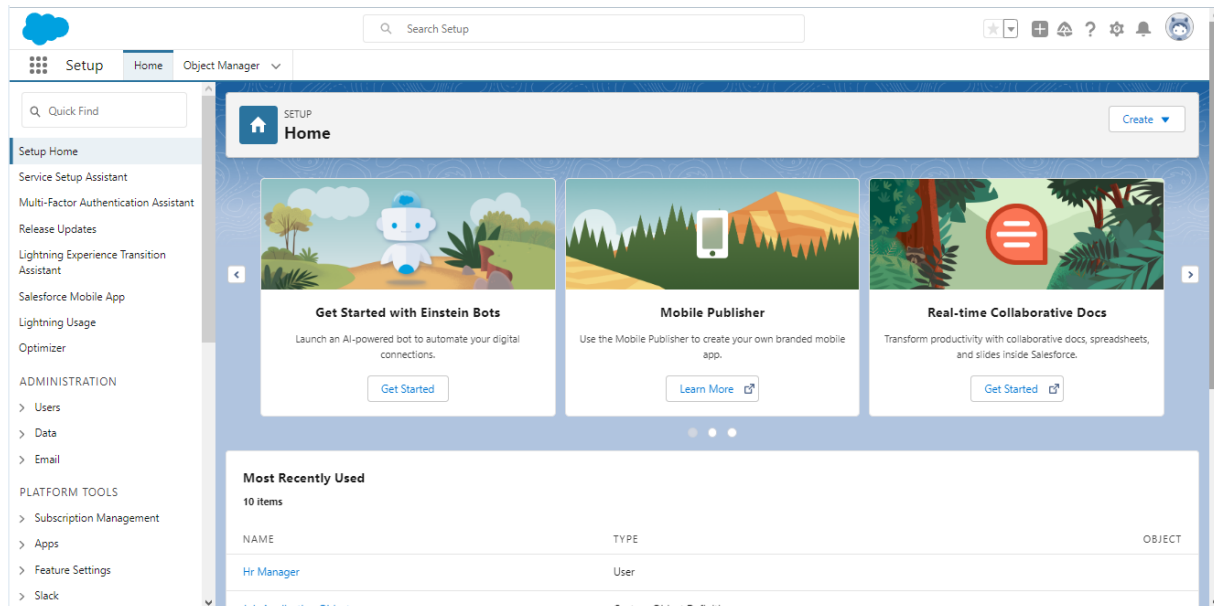 Search Setup
Setup
Home
Object Manager
Quick Find
Setup Home
Service Setup Assistant
Multi-Factor Authentication Assistant
Release Updates
Lightning Experience Transition
Assistant
Salesforce Mobile App
Lightning Usage
Optimizer
ADMINISTRATION
Users
Data
Email
PLATFORM TOOLS
Subscription Management
Apps
Feature Settings
Slack
SETUP
Home
Create
Get Started with Einstein Bots
Launch an AI-powered bot to automate your digital
connections.
Get Started
Mobile Publisher
Use the Mobile Publisher to create your own branded mobile
app.
Learn More
Real-time Collaborative Docs
Transform productivity with collaborative docs, spreadsheets,
and slides inside Salesforce.
Get Started
Most Recently Used
10 items
NAME TYPE OBJECT
Hr Manager User